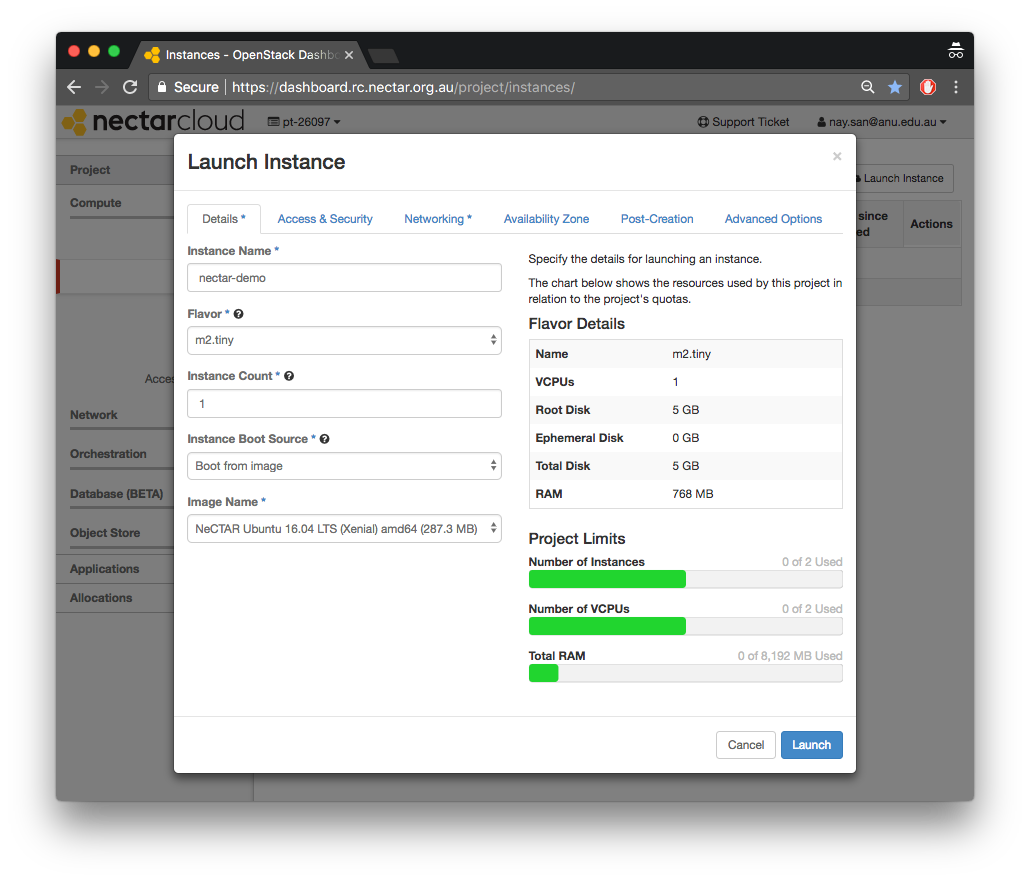 Instances - OpenStack Dashbo
Secure | https://dashboard.rc.nectar.org.au/project/instances/
nectarcloud pt-26097 Support Ticket nay.san@anu.edu.au
Launch Instance ×
Project
Launch Instance
Compute
Details * Access & Security Networking * Availability Zone Post-Creation Advanced Options
since
Actions
Instance Name *
nectar-demo
Specify the details for launching an instance.
The chart below shows the resources used by this project in
relation to the project's quotas.
Flavor *
m2.tiny
Flavor Details
Name m2.tiny
VCPUs 1
Root Disk 5 GB
Ephemeral Disk 0 GB
Total Disk 5 GB
RAM 768 MB
Instance Count *
1
Instance Boot Source *
Boot from image
Image Name *
NeCTAR Ubuntu 16.04 LTS (Xenial) amd64 (287.3 MB)
Acces
Network
Orchestration
Database (BETA)
Object Store
Applications
Allocations
Project Limits
Number of Instances 0 of 2 Used
Number of VCPUs 0 of 2 Used
Total RAM 0 of 8,192 MB Used
Cancel Launch